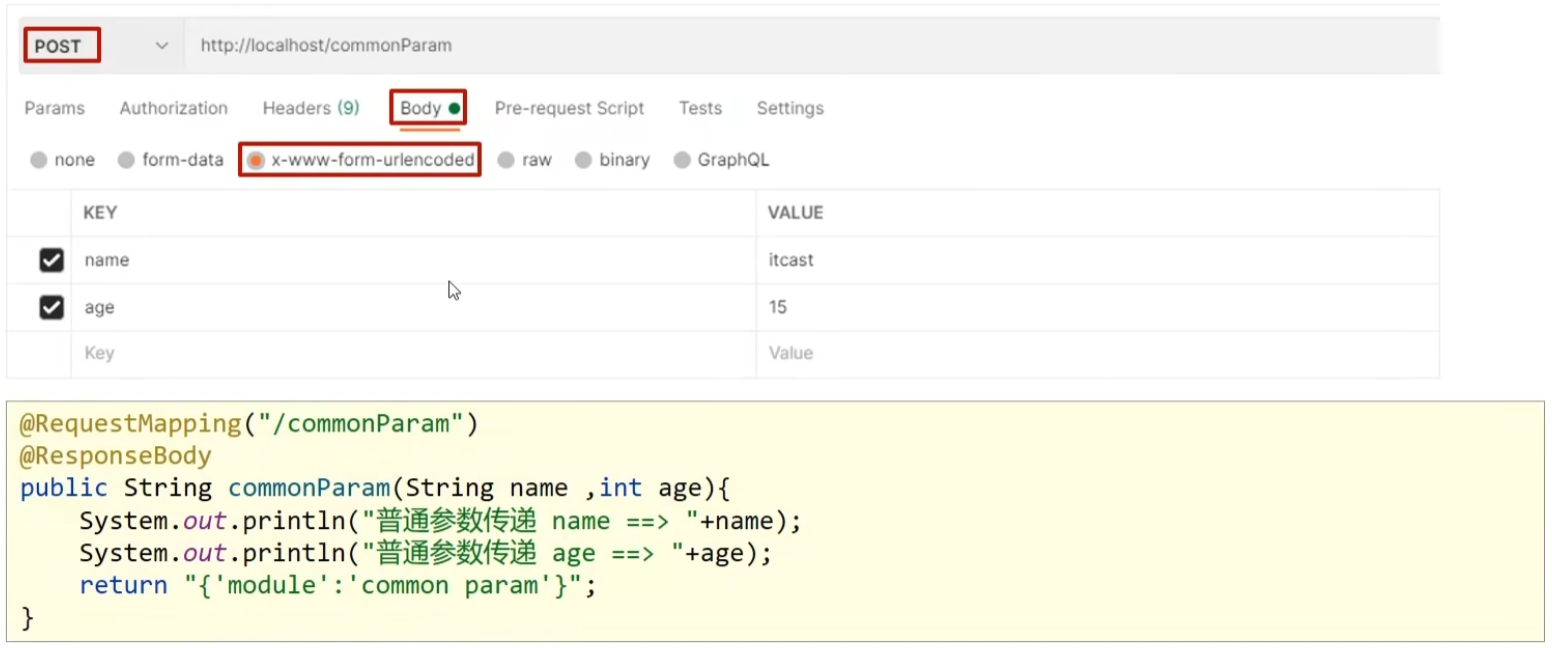 POST http://localhost/commonParam
Params Authorization Headers (9) Body Pre-request Script Tests Settings
none form-data x-www-form-urlencoded raw binary GraphQL
KEY VALUE
name itcast
age 15
Key Value
@RequestMapping("/commonParam")
@ResponseBody
public String commonParam(String name ,int age){
    System.out.println("普通参数传递 name ==> "+name);
    System.out.println("普通参数传递 age ==> "+age);
    return "{'module':'common param'}";
}